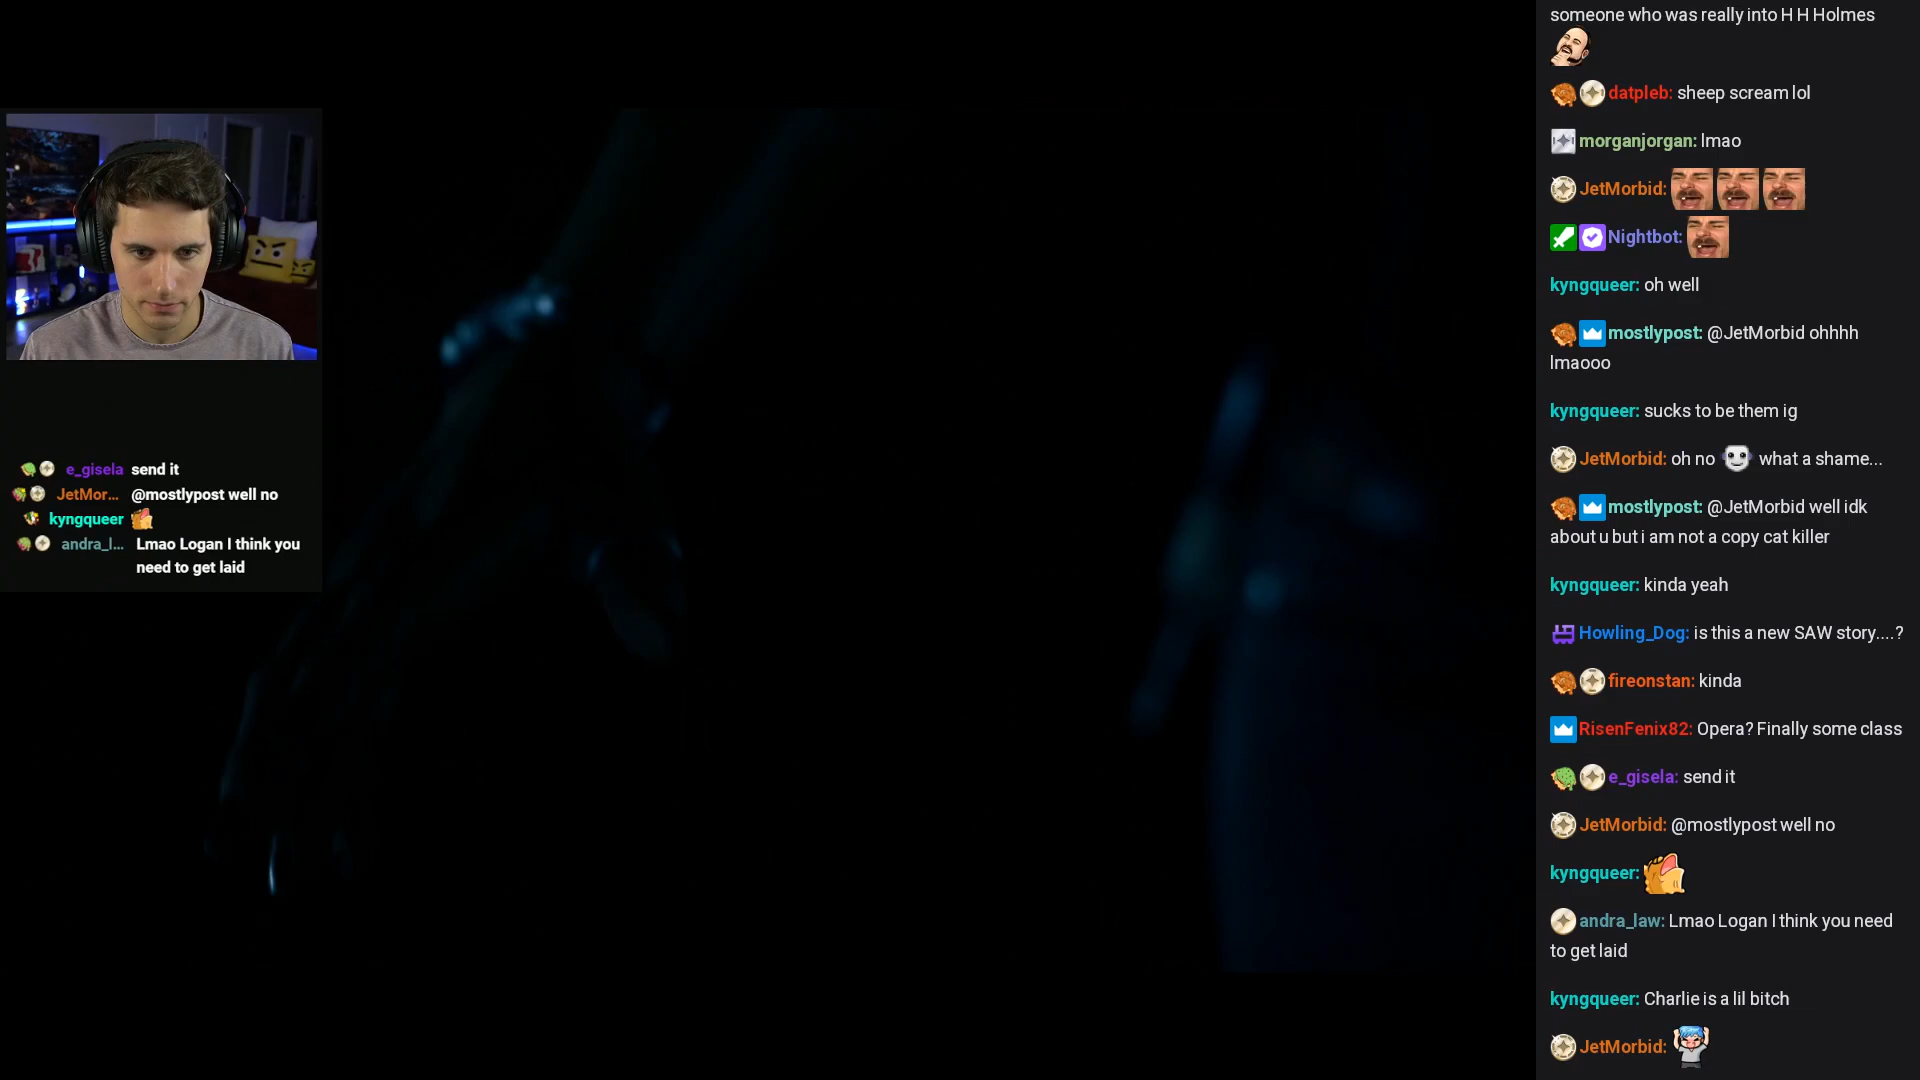 e_gisela send it
JetMor... @mostlypost well no
kyngqueer
andra_l... Lmao Logan I think you
need to get laid
someone who was really into H H Holmes
datpleb: sheep scream lol
morganjorgan: lmao
JetMorbid:
Nightbot:
kyngqueer: oh well
mostlypost: @JetMorbid ohhhh
lmaooo
kyngqueer: sucks to be them ig
JetMorbid: oh no what a shame...
mostlypost: @JetMorbid well idk
about u but i am not a copy cat killer
kyngqueer: kinda yeah
Howling_Dog: is this a new SAW story....?
fireonstan: kinda
RisenFenix82: Opera? Finally some class
e_gisela: send it
JetMorbid: @mostlypost well no
kyngqueer:
andra_law: Lmao Logan I think you need
to get laid
kyngqueer: Charlie is a lil bitch
JetMorbid: